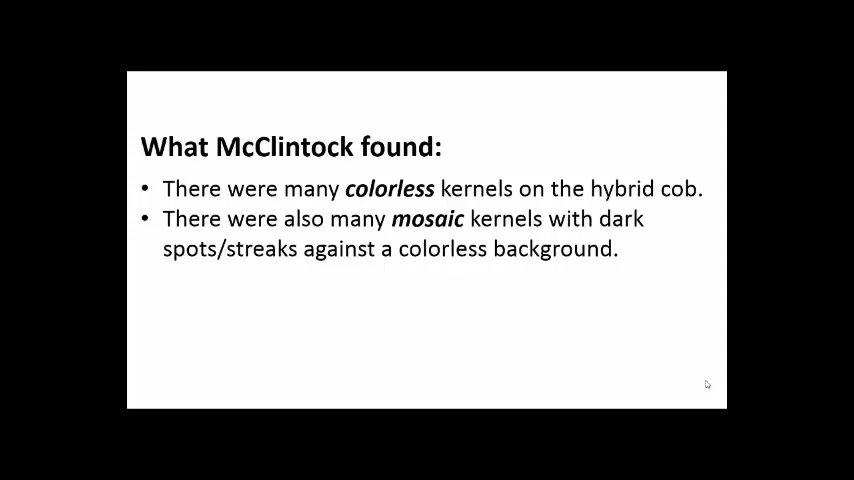 What McClintock found:
• There were many colorless kernels on the hybrid cob.
• There were also many mosaic kernels with dark
spots/streaks against a colorless background.